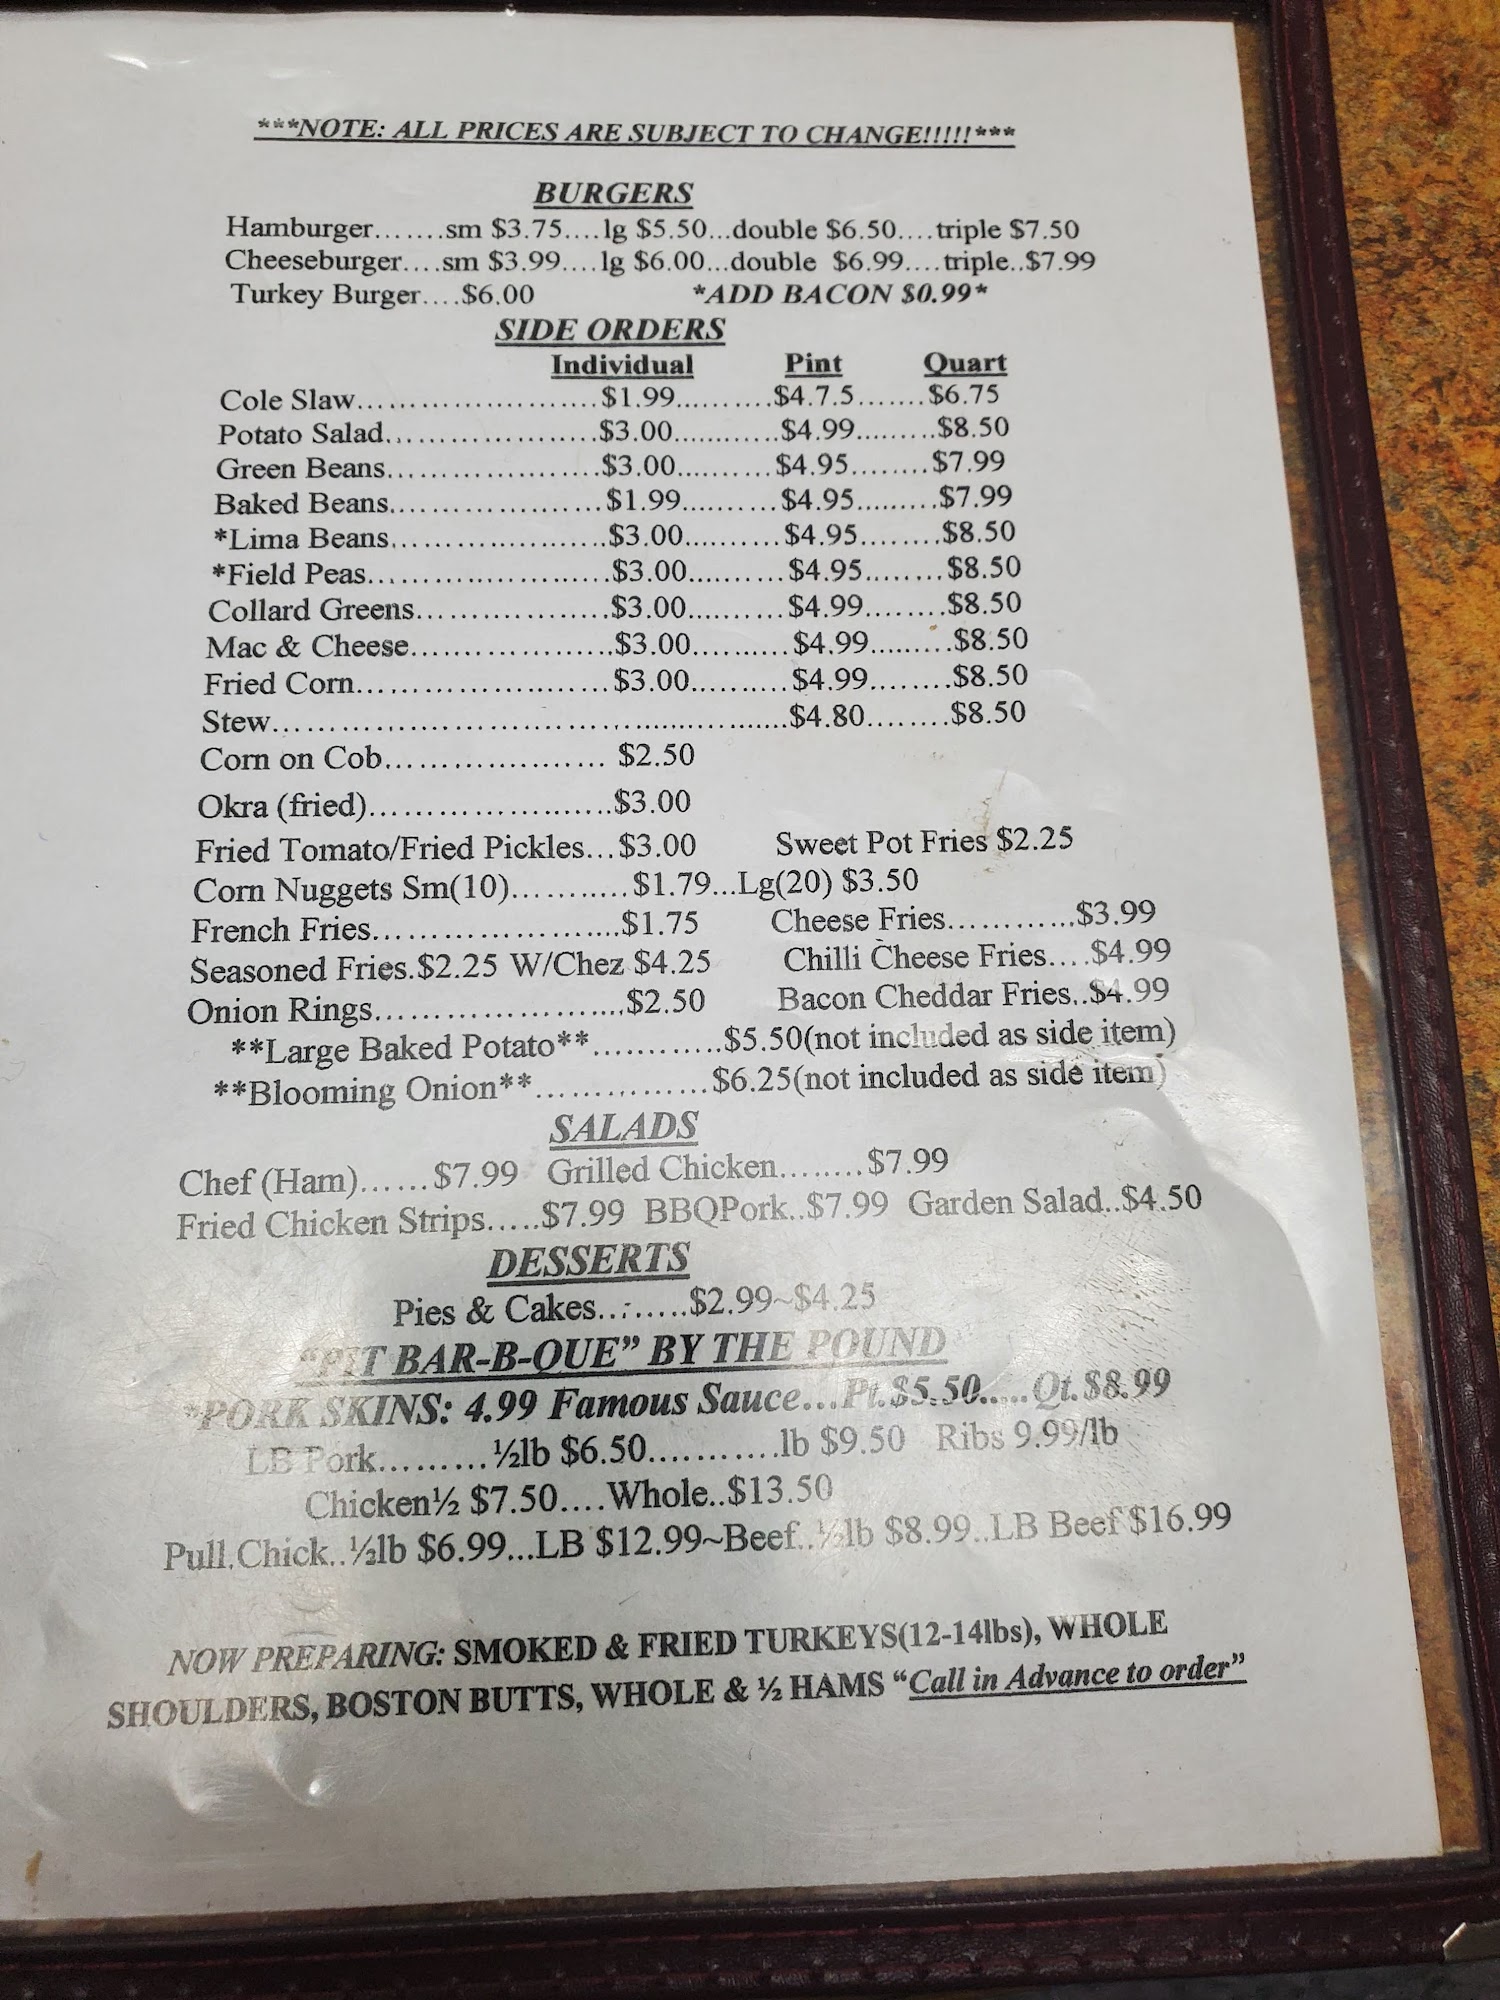 ***NOTE: ALL PRICES ARE SUBJECT TO CHANGE!!!!!***
BURGERS
Hamburger.......sm $3.75....lg $5.50...double $6.50....triple $7.50
Cheeseburger....sm $3.99....lg $6.00...double $6.99....triple..$7.99
Turkey Burger....$6.00 *ADD BACON $0.99*
SIDE ORDERS
Individual Pint Quart
Cole Slaw..........................$1.99..........$4.7.5.......$6.75
Potato Salad.......................$3.00............$4.99.........$8.50
Green Beans.......................$3.00..........$4.95........$7.99
Baked Beans.......................$1.99..........$4.95.........$7.99
*Lima Beans........................$3.00..........$4.95........$8.50
*Field Peas..........................$3.00..........$4.95........$8.50
Collard Greens.....................$3.00..........$4.99........$8.50
Mac & Cheese......................$3.00..........$4.99.........$8.50
Fried Corn...........................$3.00..........$4.99........$8.50
Stew......................................................$4.80........$8.50
Corn on Cob...................... $2.50
Okra (fried)..........................$3.00
Fried Tomato/Fried Pickles...$3.00 Sweet Pot Fries $2.25
Corn Nuggets Sm(10)............$1.79...Lg(20) $3.50
French Fries.........................$1.75 Cheese Fries............$3.99
Seasoned Fries.$2.25 W/Chez $4.25 Chilli Cheese Fries....$4.99
Onion Rings.........................$2.50 Bacon Cheddar Fries..$4.99
**Large Baked Potato**.............$5.50(not included as side item)
**Blooming Onion**.................$6.25(not included as side item)
SALADS
Chef (Ham)......$7.99 Grilled Chicken........$7.99
Fried Chicken Strips.....$7.99 BBQPork..$7.99 Garden Salad..$4.50
DESSERTS
Pies & Cakes........$2.99~$4.25
"PIT BAR-B-QUE" BY THE POUND
*PORK SKINS: 4.99 Famous Sauce...Pt.$5.50.....Qt.$8.99
LB Pork.........½lb $6.50............lb $9.50 Ribs 9.99/lb
Chicken½ $7.50....Whole..$13.50
Pull.Chick..½lb $6.99...LB $12.99~Beef..½lb $8.99..LB Beef $16.99
NOW PREPARING: SMOKED & FRIED TURKEYS(12-14lbs), WHOLE
SHOULDERS, BOSTON BUTTS, WHOLE & ½ HAMS "Call in Advance to order"